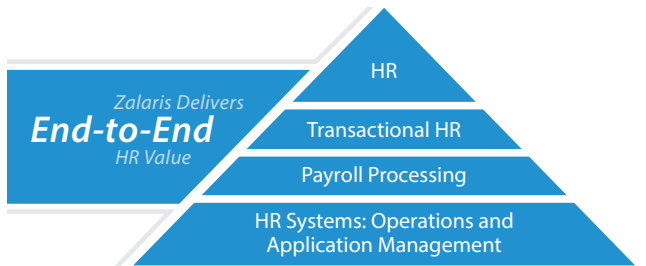 Zalaris Delivers
End-to-End
HR Value
HR
Transactional HR
Payroll Processing
HR Systems: Operations and
Application Management